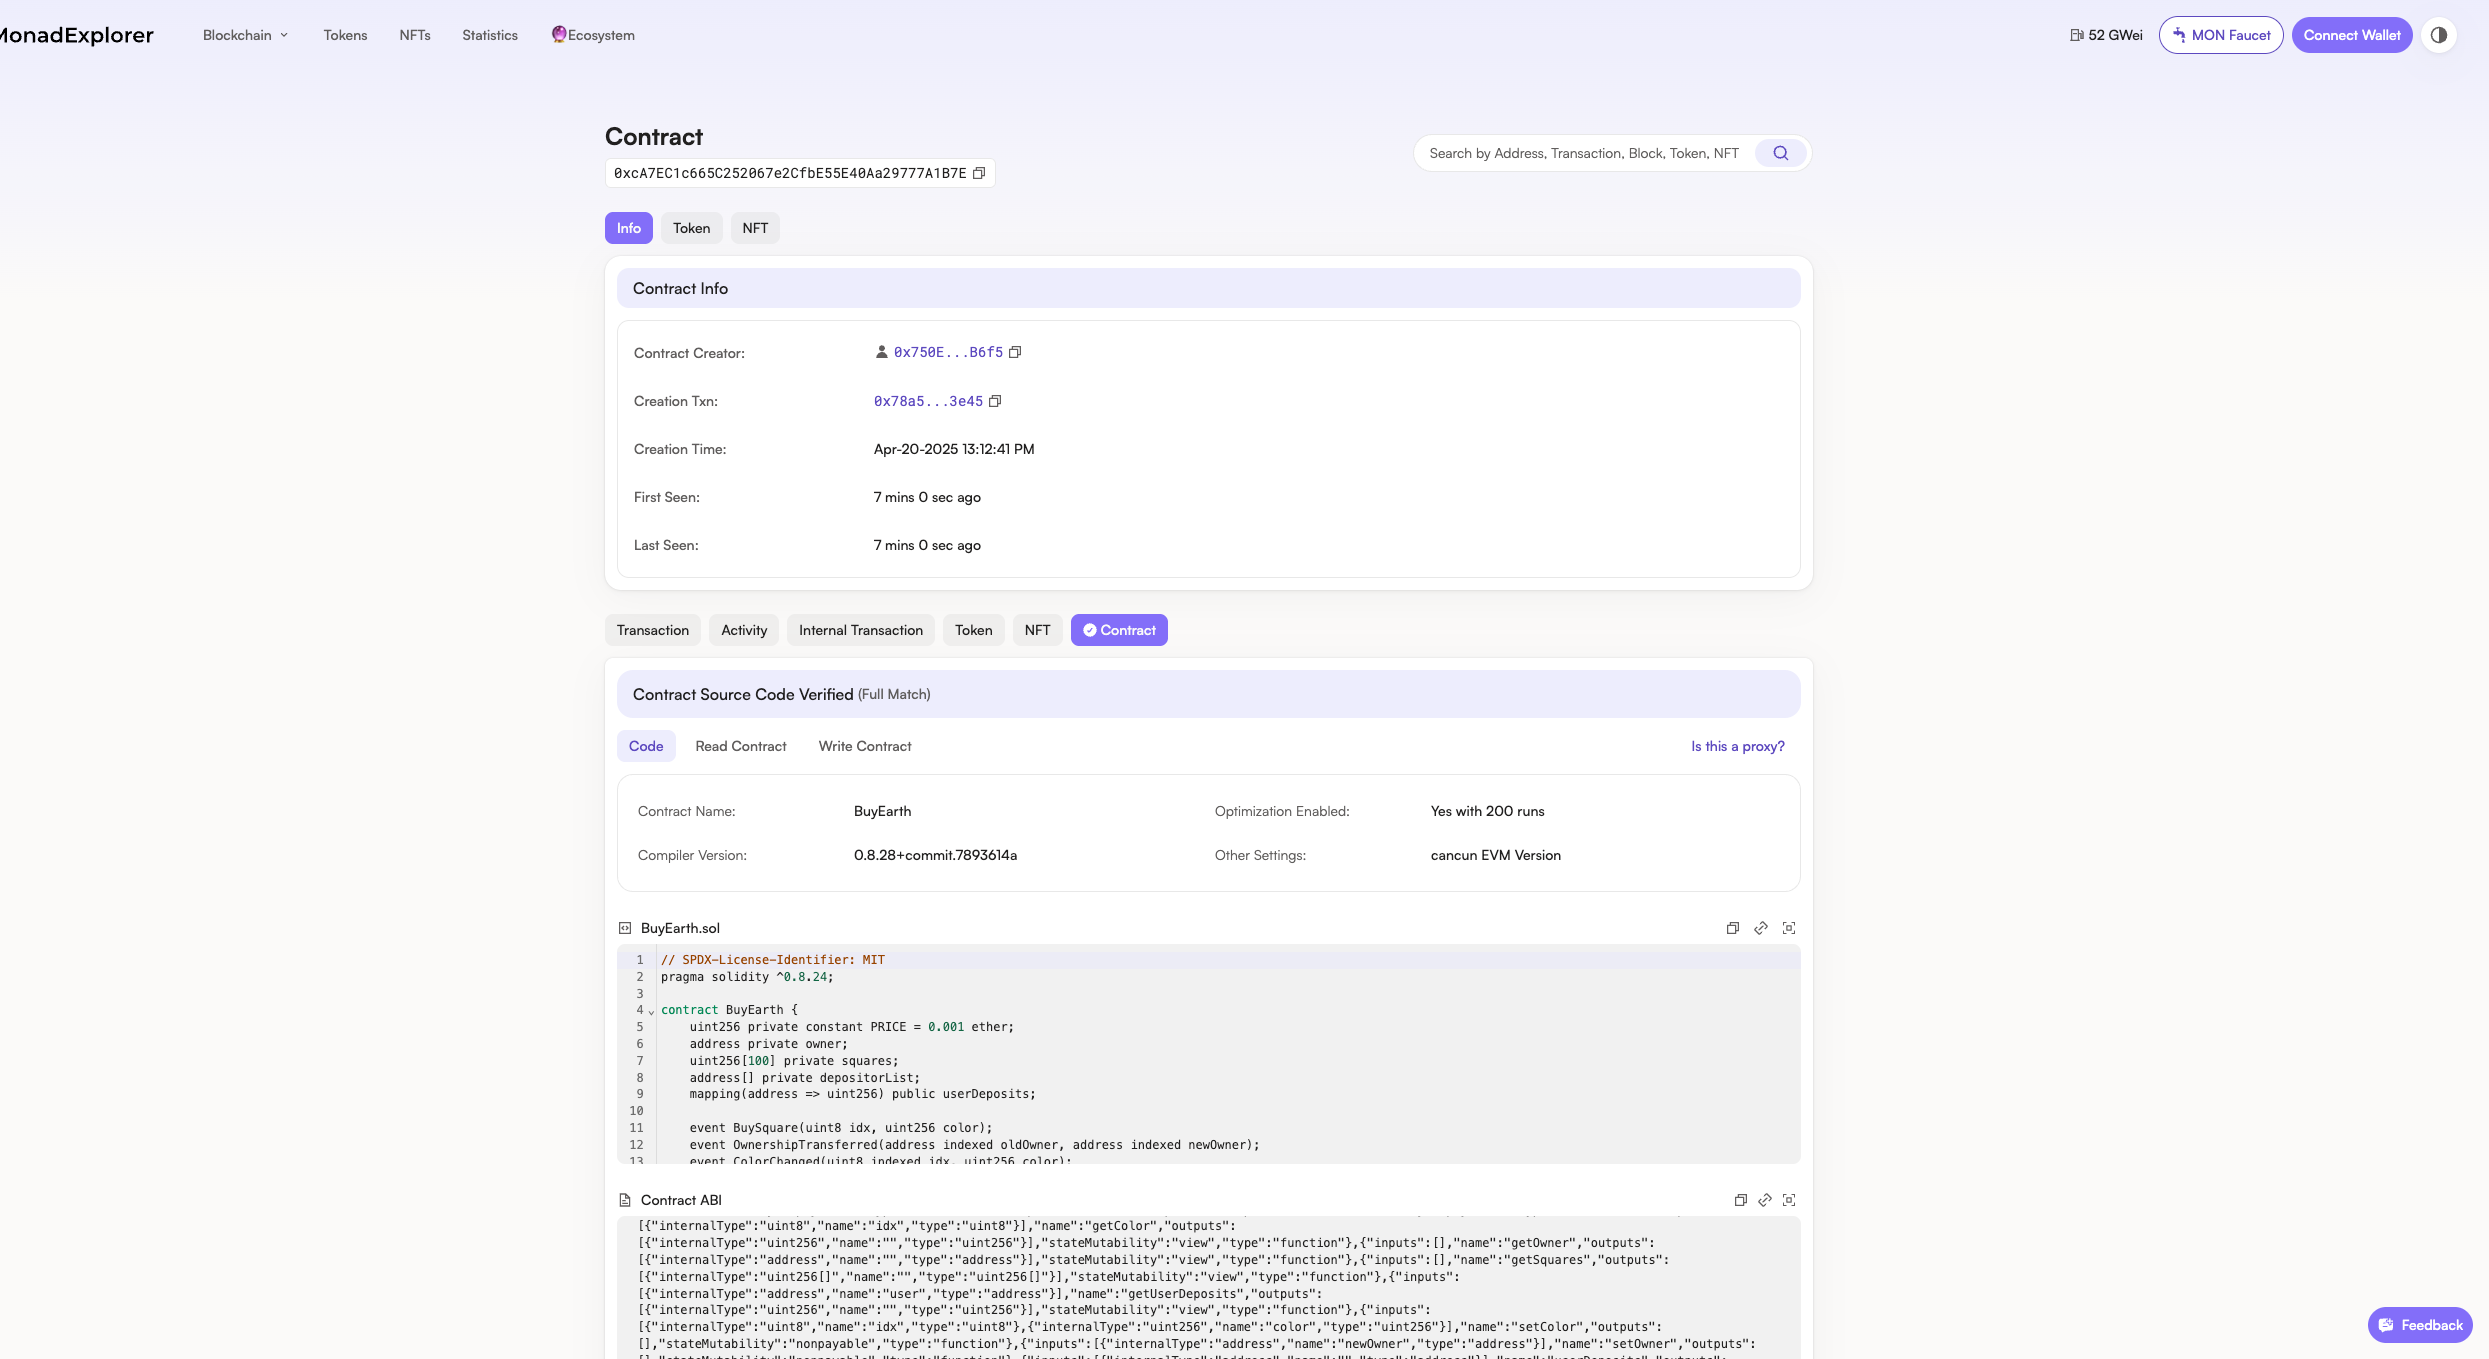 MonadExplorer
Blockchain
Tokens
NFTs
Statistics
Ecosystem
52 GWei
MON Faucet
Connect Wallet
Contract
0xcA7EC1c665C252067e2CfbE55E40Aa29777A1B7E
Search by Address, Transaction, Block, Token, NFT
Info
Token
NFT
Contract Info
Contract Creator:
0x750E...B6f5
Creation Txn:
0x78a5...3e45
Creation Time:
Apr-20-2025 13:12:41 PM
First Seen:
7 mins 0 sec ago
Last Seen:
7 mins 0 sec ago
Transaction
Activity
Internal Transaction
Token
NFT
Contract
Contract Source Code Verified (Full Match)
Code
Read Contract
Write Contract
Is this a proxy?
Contract Name:
BuyEarth
Optimization Enabled:
Yes with 200 runs
Compiler Version:
0.8.28+commit.7893614a
Other Settings:
cancun EVM Version
BuyEarth.sol
1 // SPDX-License-Identifier: MIT
2 pragma solidity ^0.8.24;
3
4 contract BuyEarth {
5 uint256 private constant PRICE = 0.001 ether;
6 address private owner;
7 uint256[100] private squares;
8 address[] private depositorList;
9 mapping(address => uint256) public userDeposits;
10
11 event BuySquare(uint8 idx, uint256 color);
12 event OwnershipTransferred(address indexed oldOwner, address indexed newOwner);
13 event ColorChanged(uint8 indexed idx, uint256 color);
Contract ABI
[{"internalType":"uint8","name":"idx","type":"uint8"}],"name":"getColor","outputs":
[{"internalType":"uint256","name":"","type":"uint256"}],"stateMutability":"view","type":"function"},{"inputs":[],"name":"getOwner","outputs":
[{"internalType":"address","name":"","type":"address"}],"stateMutability":"view","type":"function"},{"inputs":[],"name":"getSquares","outputs":
[{"internalType":"uint256[]","name":"","type":"uint256[]"}],"stateMutability":"view","type":"function"},{"inputs":
[{"internalType":"address","name":"user","type":"address"}],"name":"getUserDeposits","outputs":
[{"internalType":"uint256","name":"","type":"uint256"}],"stateMutability":"view","type":"function"},{"inputs":
[{"internalType":"uint8","name":"idx","type":"uint8"},{"internalType":"uint256","name":"color","type":"uint256"}],"name":"setColor","outputs":
[],"stateMutability":"nonpayable","type":"function"},{"inputs":[{"internalType":"address","name":"newOwner","type":"address"}],"name":"setOwner","outputs":
Feedback